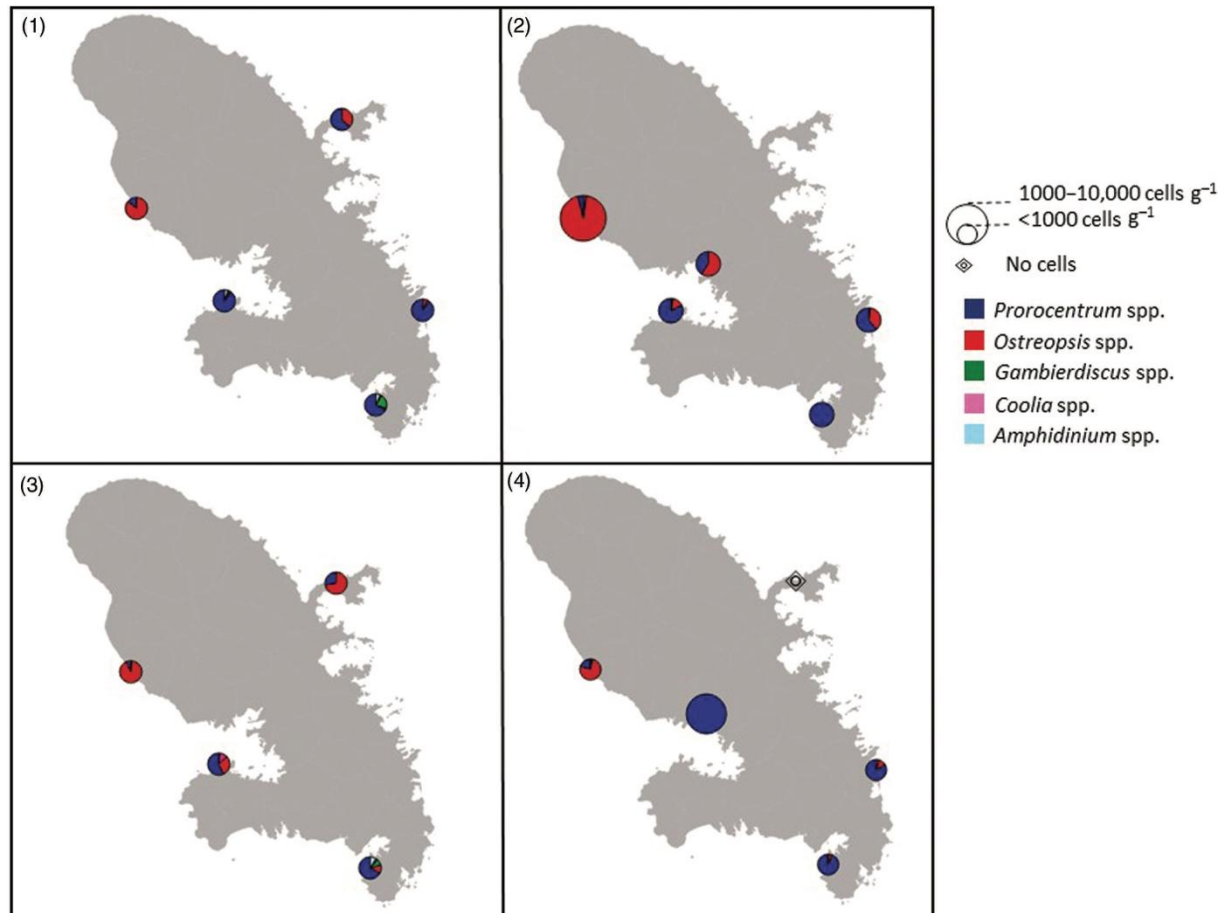 (1)
(2)
(3)
(4)
1000–10,000 cells g⁻¹
<1000 cells g⁻¹
No cells
Prorocentrum spp.
Ostreopsis spp.
Gambierdiscus spp.
Coolia spp.
Amphidinium spp.